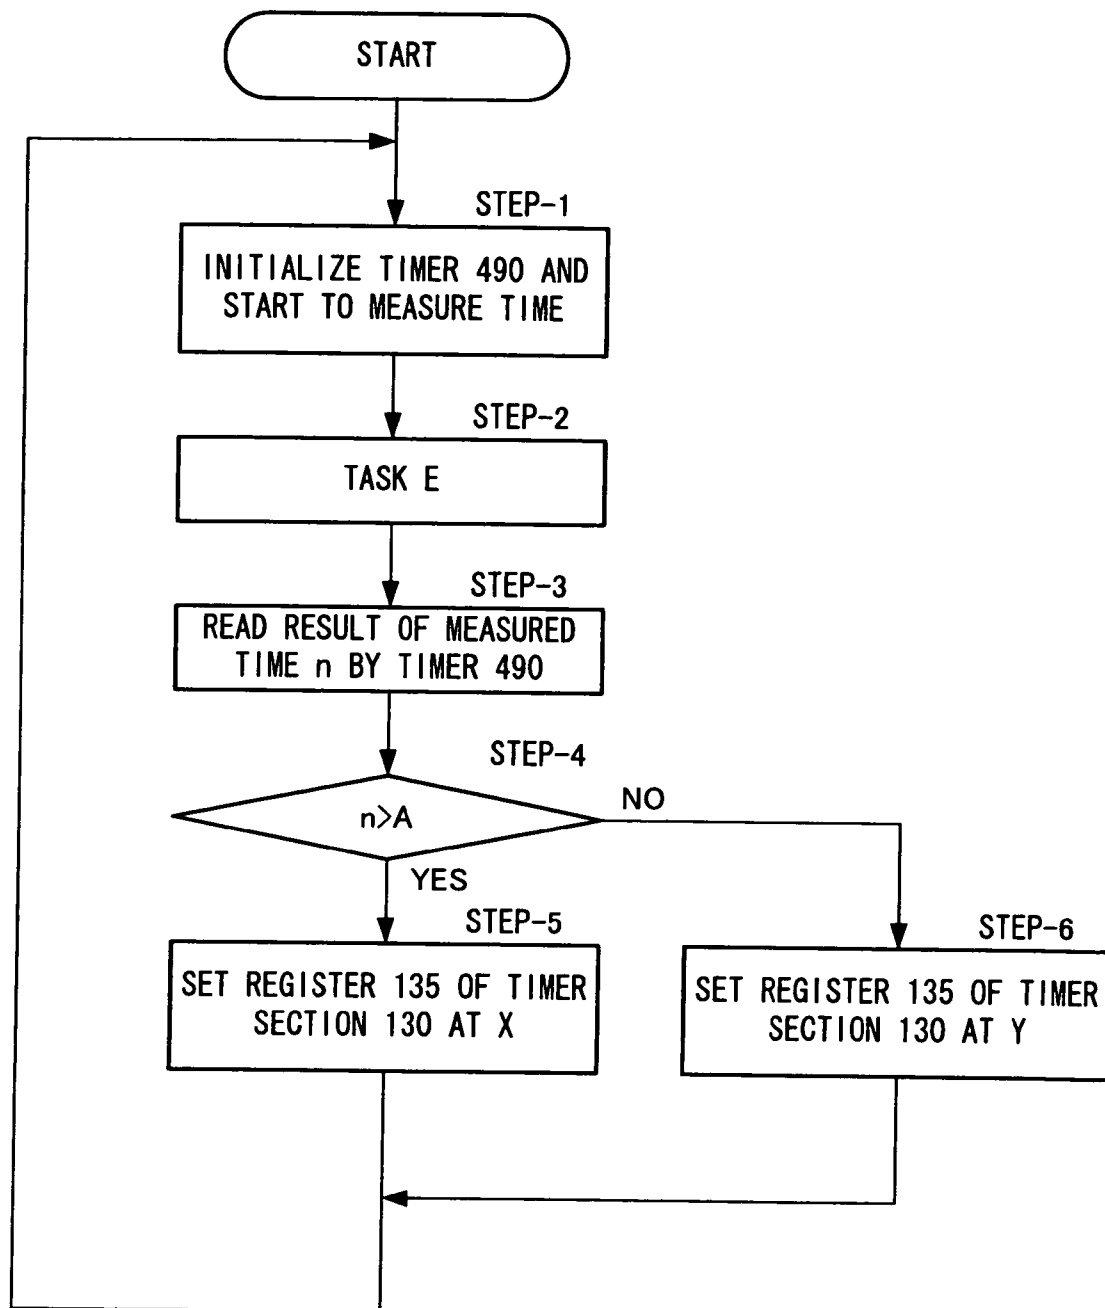 START
STEP-1
INITIALIZE TIMER 490 AND
START TO MEASURE TIME
STEP-2
TASK E
STEP-3
READ RESULT OF MEASURED
TIME n BY TIMER 490
STEP-4
n>A
NO
YES
STEP-5
SET REGISTER 135 OF TIMER
SECTION 130 AT X
STEP-6
SET REGISTER 135 OF TIMER
SECTION 130 AT Y